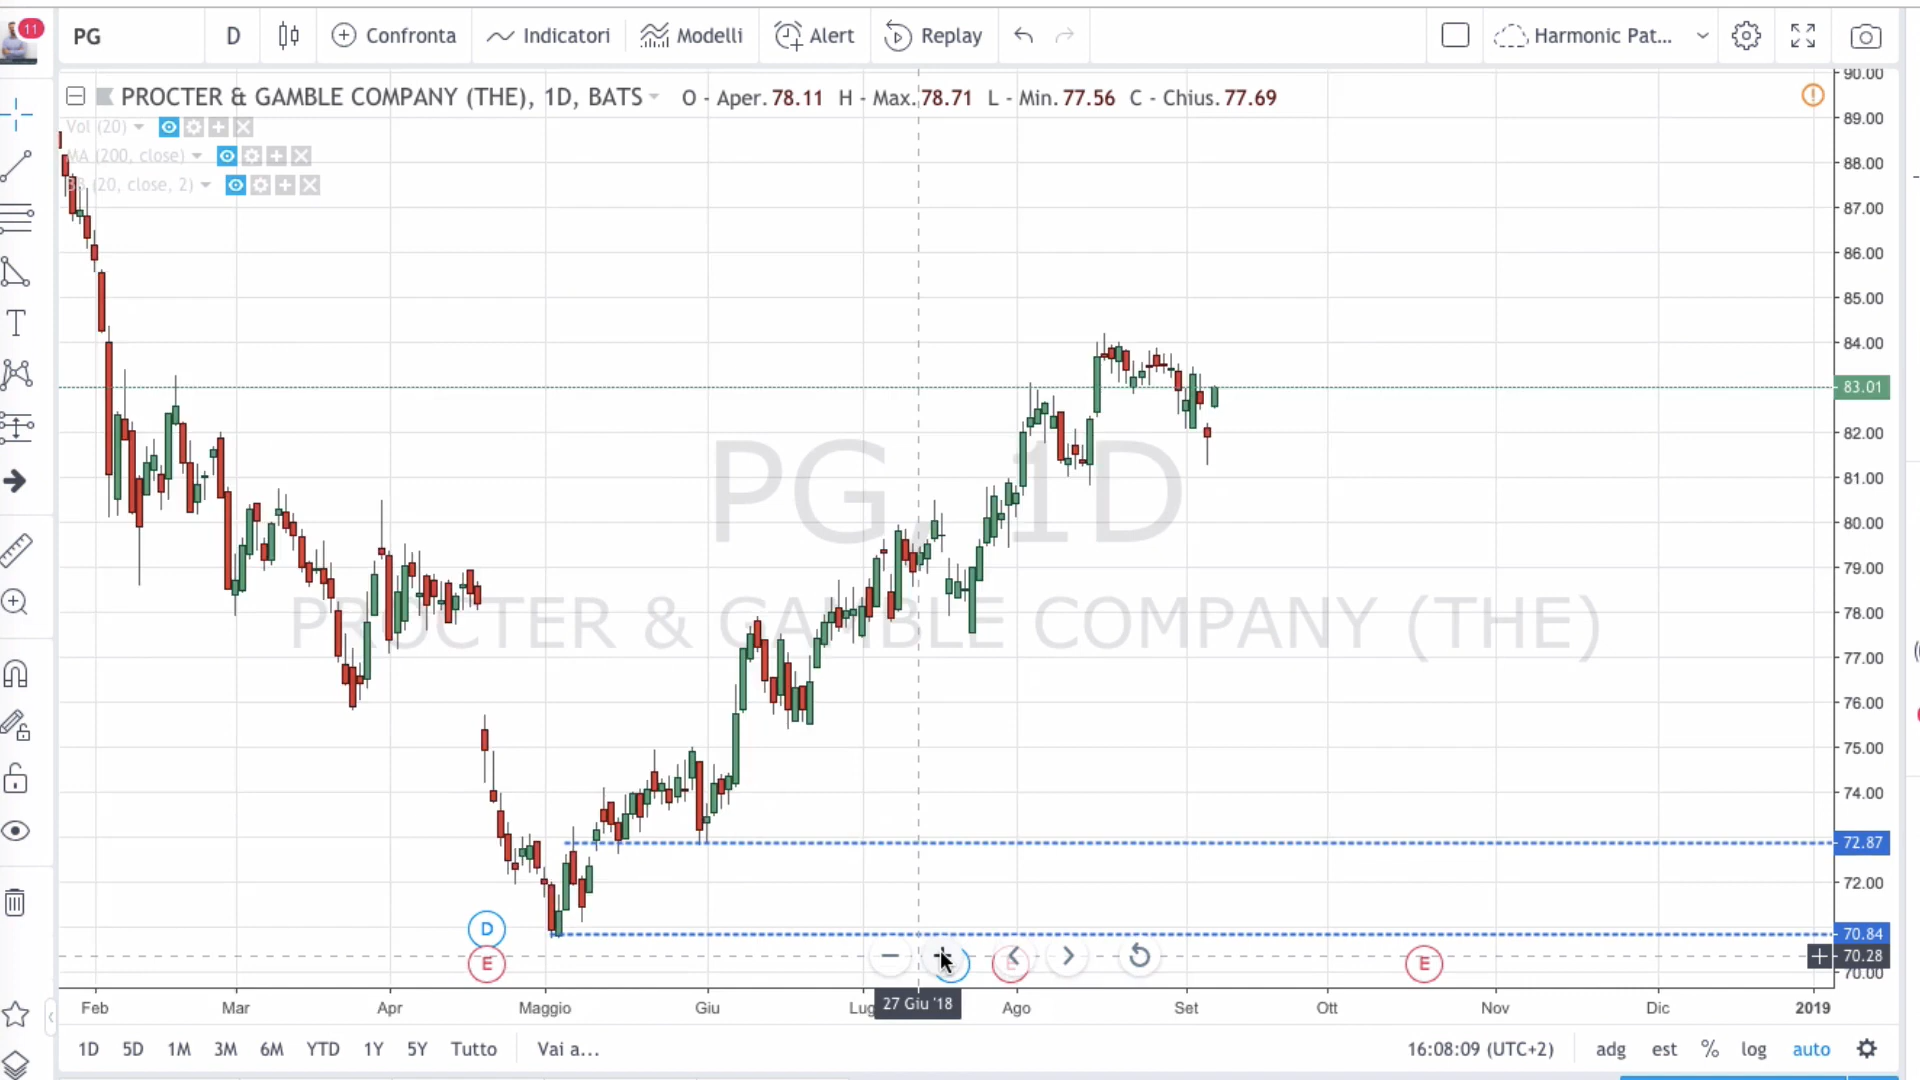 11
PG
D
Confronta
Indicatori
Modelli
Alert
Replay
Harmonic Pat...
PROCTER & GAMBLE COMPANY (THE), 1D, BATS
O - Aper. 78.11 H - Max. 78.71 L - Min. 77.56 C - Chius. 77.69
Vol (20)
MA (200, close)
BB (20, close, 2)
PG, 1D
PROCTER & GAMBLE COMPANY (THE)
90.00
89.00
88.00
87.00
86.00
85.00
84.00
83.01
82.00
81.00
80.00
79.00
78.00
77.00
76.00
75.00
74.00
72.87
72.00
70.84
70.28
70.00
D
E
E
E
Feb
Mar
Apr
Maggio
Giu
Lug
27 Giu '18
Ago
Set
Ott
Nov
Dic
2019
1D 5D 1M 3M 6M YTD 1Y 5Y Tutto Vai a...
16:08:09 (UTC+2) adg est % log auto